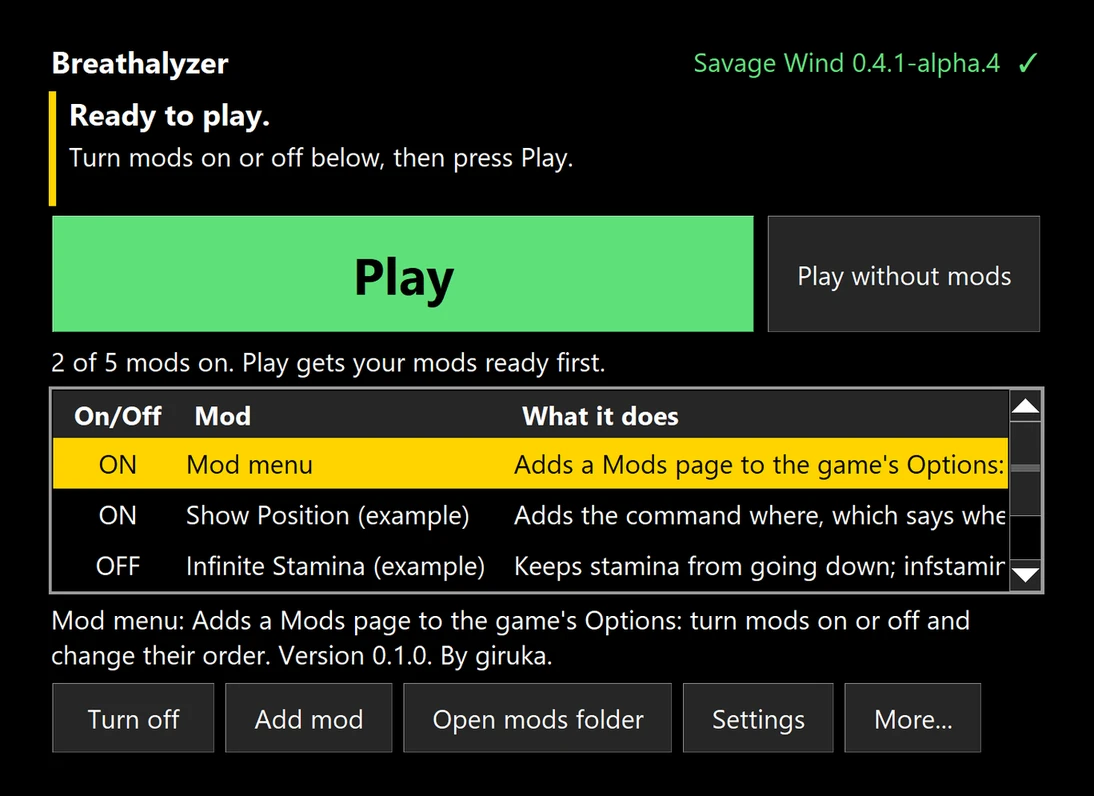 Breathalyzer
Savage Wind 0.4.1-alpha.4 ✓
Ready to play.
Turn mods on or off below, then press Play.
Play
Play without mods
2 of 5 mods on. Play gets your mods ready first.
On/Off Mod What it does
ON Mod menu Adds a Mods page to the game's Options:
ON Show Position (example) Adds the command where, which says whe
OFF Infinite Stamina (example) Keeps stamina from going down; infstamin
Mod menu: Adds a Mods page to the game's Options: turn mods on or off and
change their order. Version 0.1.0. By giruka.
Turn off Add mod Open mods folder Settings More...